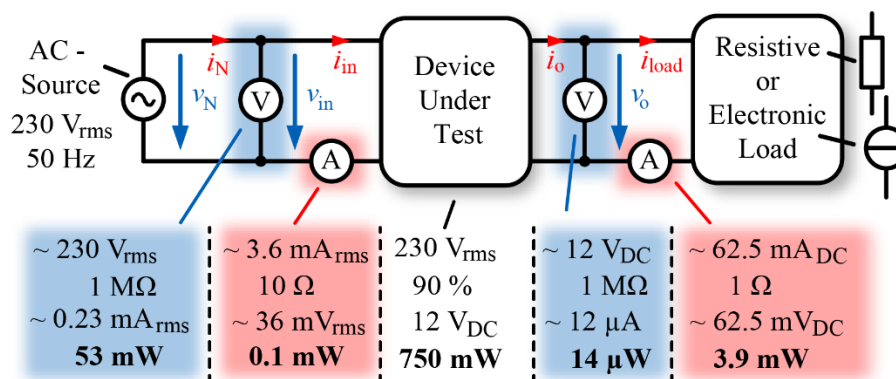 AC -
Source
230 Vrms
50 Hz
iN
vN
V
vin
iin
A
Device
Under
Test
io
V
iload
vo
A
Resistive
or
Electronic
Load
~ 230 Vrms
1 MΩ
~ 0.23 mArms
53 mW
~ 3.6 mArms
10 Ω
~ 36 mVrms
0.1 mW
230 Vrms
90 %
12 VDC
750 mW
~ 12 VDC
1 MΩ
~ 12 µA
14 µW
~ 62.5 mADC
1 Ω
~ 62.5 mVDC
3.9 mW